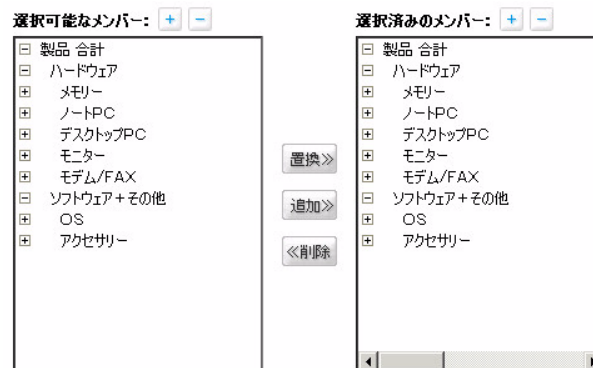 選択可能なメンバー: + −
製品 合計
ハードウェア
メモリー
ノートPC
デスクトップPC
モニター
モデム/FAX
ソフトウェア+その他
OS
アクセサリー
置換≫
追加≫
≪削除
選択済みのメンバー: + −
製品 合計
ハードウェア
メモリー
ノートPC
デスクトップPC
モニター
モデム/FAX
ソフトウェア+その他
OS
アクセサリー